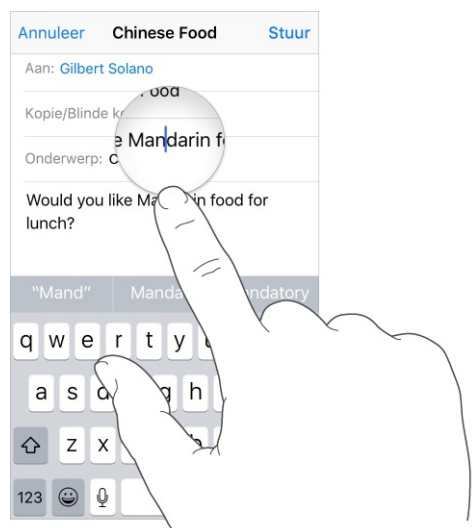 Annuleer Chinese Food Stuur
Aan: Gilbert Solano
Kopie/Blinde
ood
e Mandarin f
Onderwerp: C
Would you like Ma in food for
lunch?
"Mand" Manda ndatory
q w e r t y
a s d g h
z x b
123